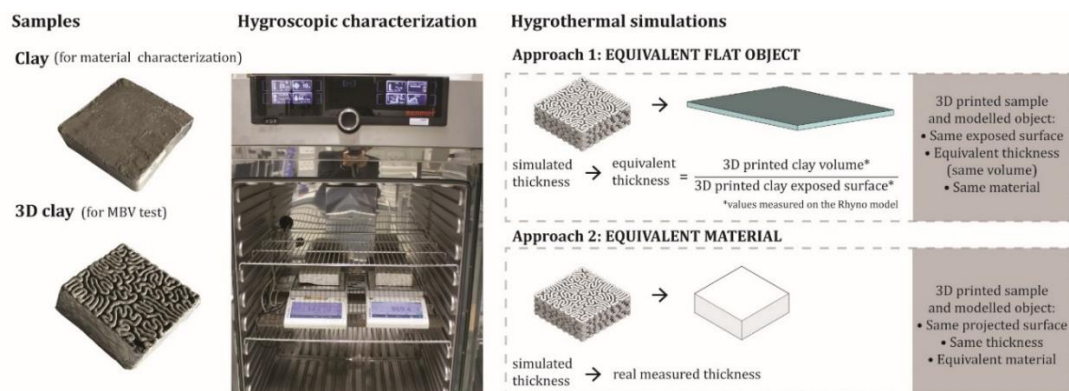 Samples
Clay (for material characterization)
3D clay (for MBV test)
Hygroscopic characterization
Hygrothermal simulations
Approach 1: EQUIVALENT FLAT OBJECT
simulated
thickness
equivalent
thickness
=
3D printed clay volume*
3D printed clay exposed surface*
*values measured on the Rhyno model
3D printed sample
and modelled object:
• Same exposed surface
• Equivalent thickness
(same volume)
• Same material
Approach 2: EQUIVALENT MATERIAL
simulated
thickness
real measured thickness
3D printed sample
and modelled object:
• Same projected surface
• Same thickness
• Equivalent material